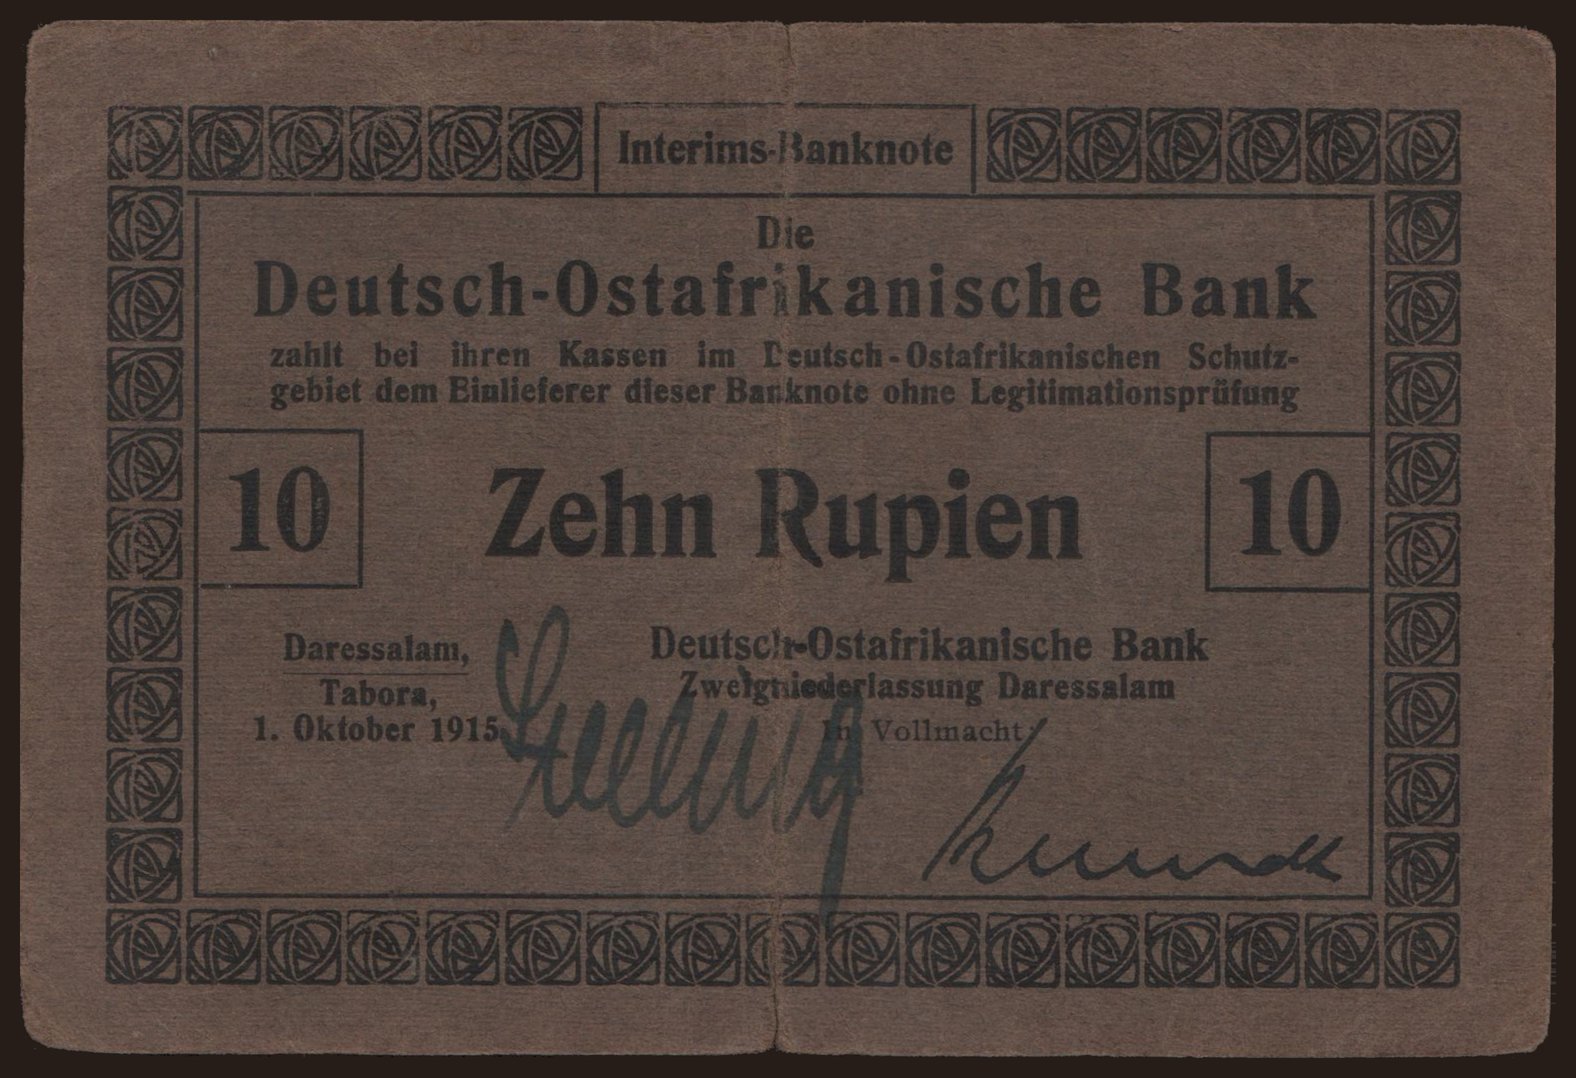 Interims-Banknote
Die
Deutsch-Ostafrikanische Bank
zahlt bei ihren Kassen im Deutsch-Ostafrikanischen Schutz-
gebiet dem Einlieferer dieser Banknote ohne Legitimationsprüfung
10 Zehn Rupien 10
Daressalam,
Tabora,
1. Oktober 1915.
Deutsch-Ostafrikanische Bank
Zweigniederlassung Daressalam
In Vollmacht: